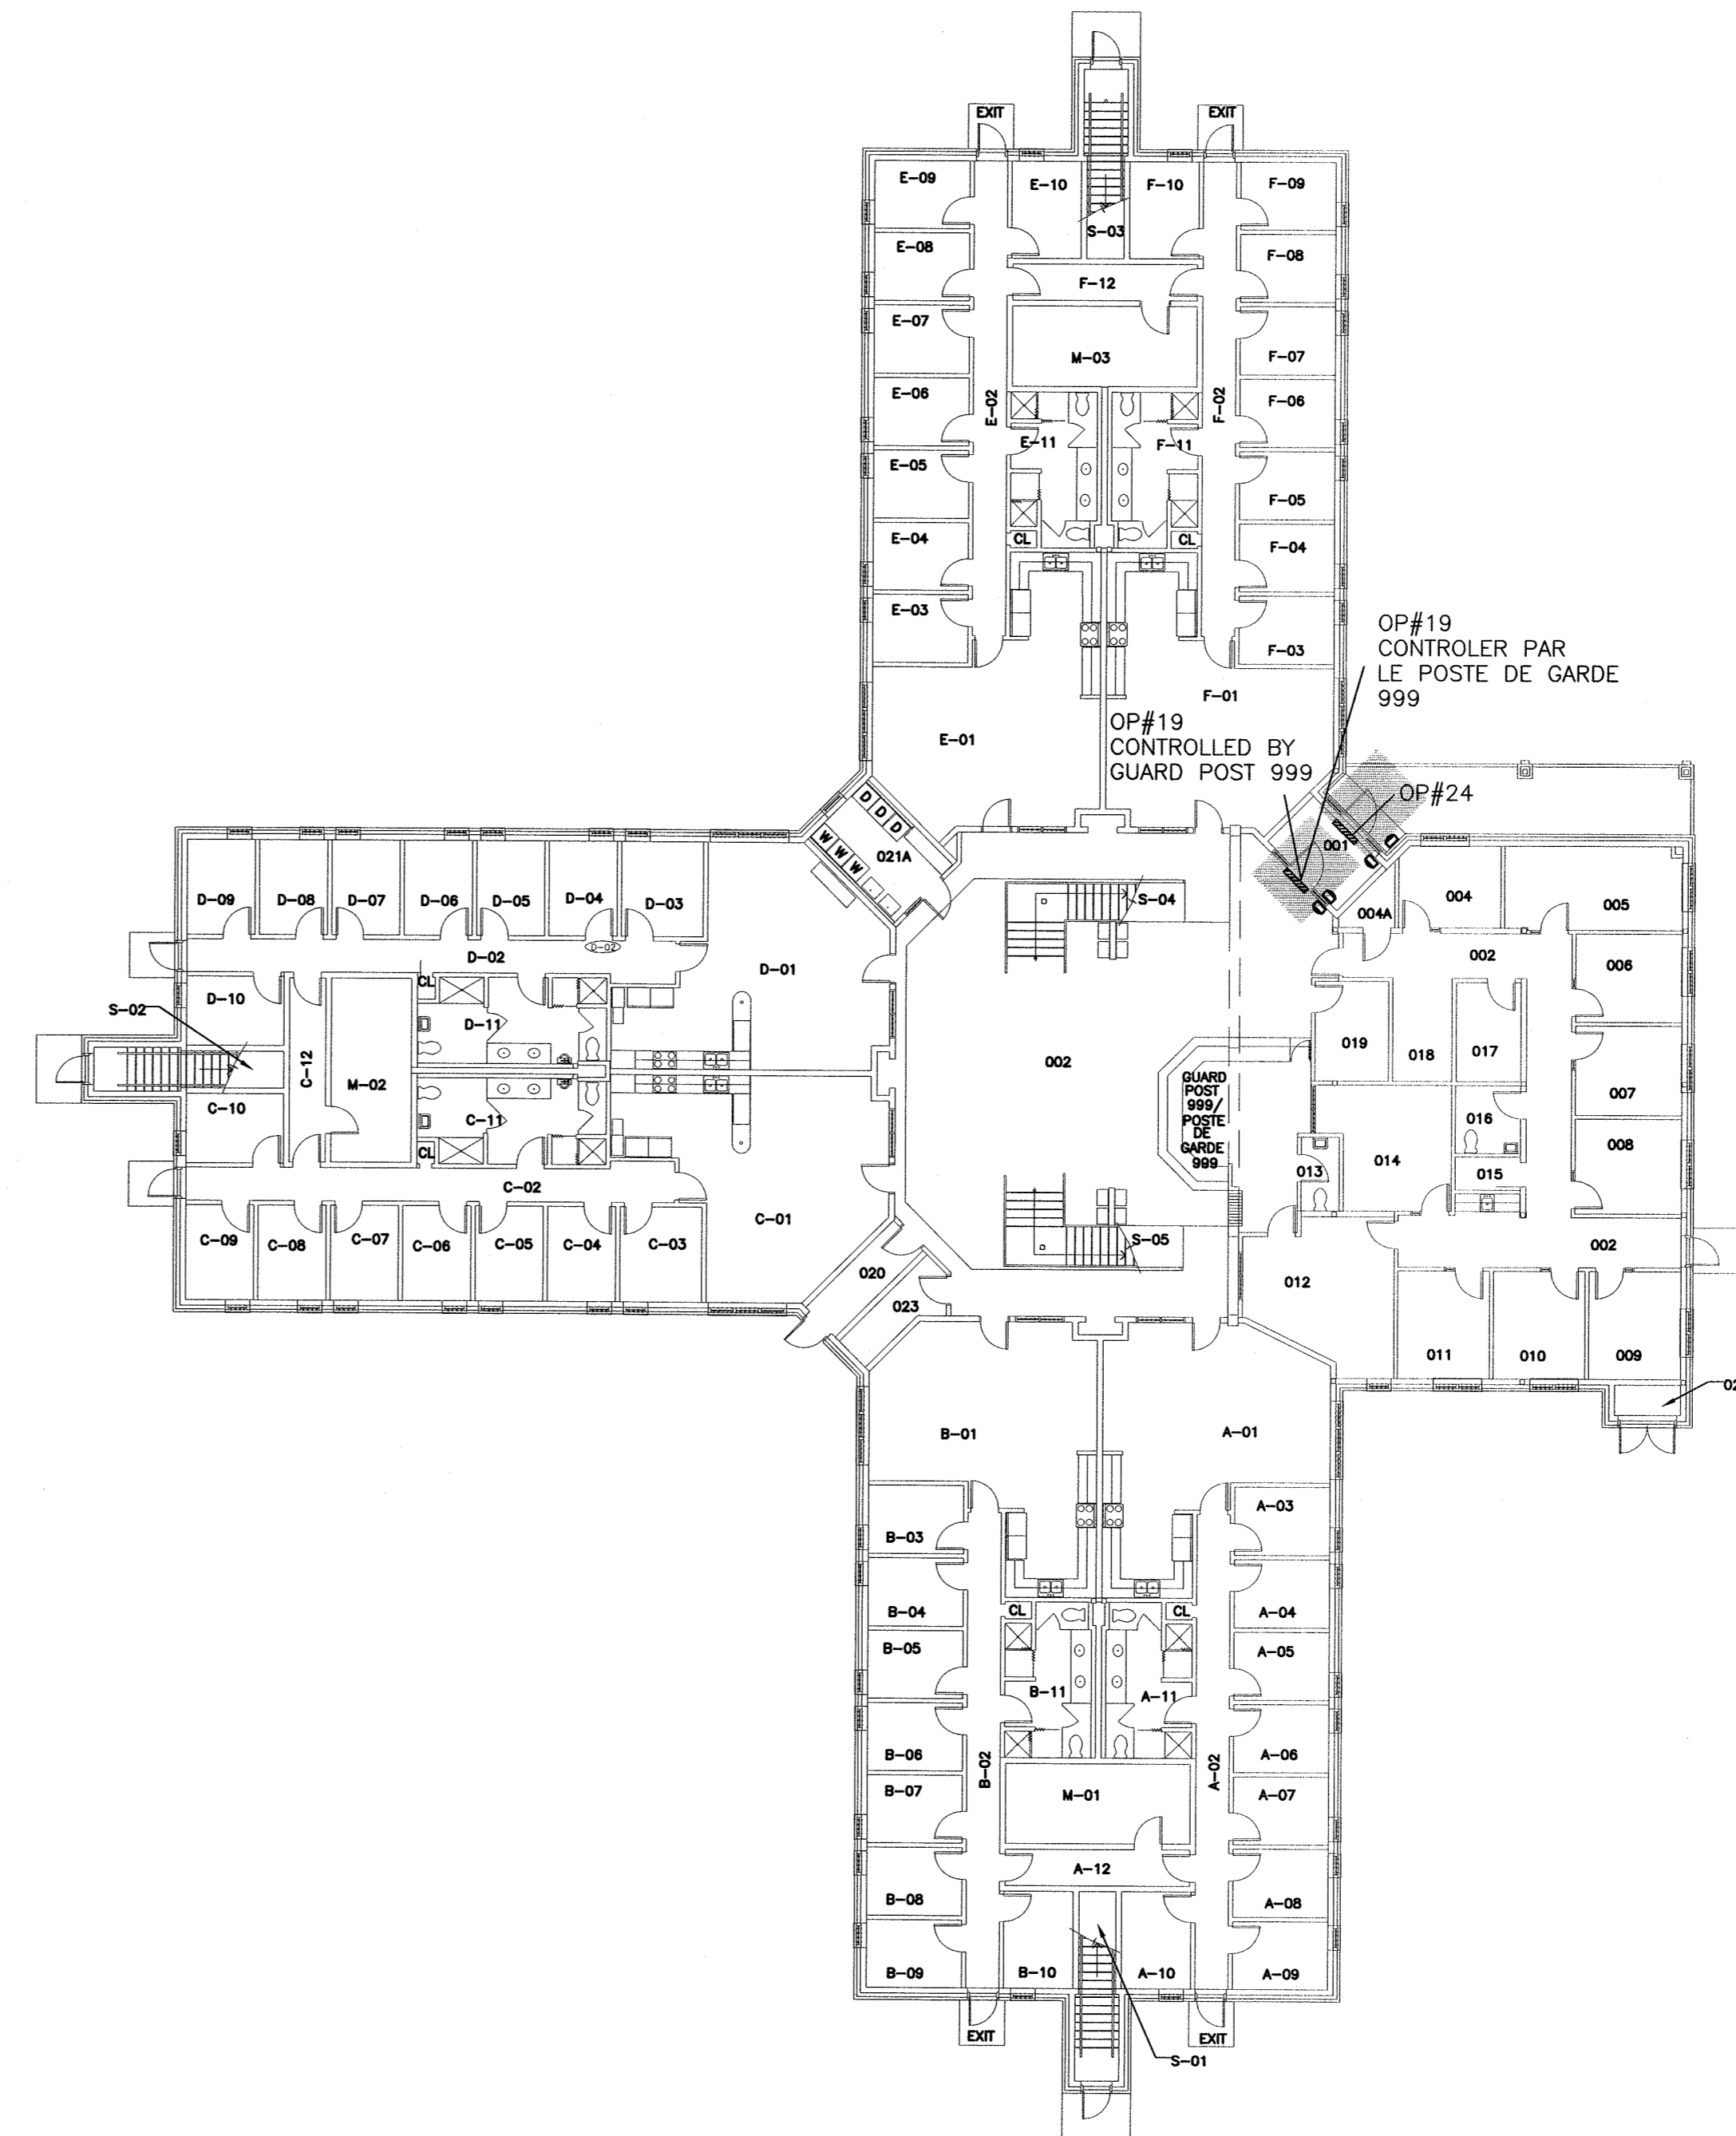 EXIT
EXIT
E-09
E-10
F-10
F-09
S-03
E-08
F-08
F-12
E-07
M-03
F-07
E-06
F-06
E-02
F-02
E-11
F-11
E-05
F-05
E-04
CL
CL
F-04
E-03
F-03
OP#19
CONTROLER PAR
LE POSTE DE GARDE
999
F-01
E-01
OP#19
CONTROLLED BY
GUARD POST 999
OP#24
D
D
D
W
W
W
021A
001
D-09
D-08
D-07
D-06
D-05
D-04
D-03
S-04
004A
004
005
D-02
D-02
D-01
002
006
CL
D-10
S-02
D-11
C-12
M-02
002
GUARD
POST
999/
POSTE
DE
GARDE
999
019
018
017
007
C-10
C-11
CL
016
008
013
014
015
C-02
C-01
C-09
C-08
C-07
C-06
C-05
C-04
C-03
S-05
002
020
012
023
011
010
009
02
B-01
A-01
B-03
A-03
B-04
CL
CL
A-04
B-05
A-05
B-11
A-11
B-06
A-06
B-02
A-02
B-07
M-01
A-07
A-12
B-08
A-08
B-09
B-10
A-10
A-09
EXIT
EXIT
S-01